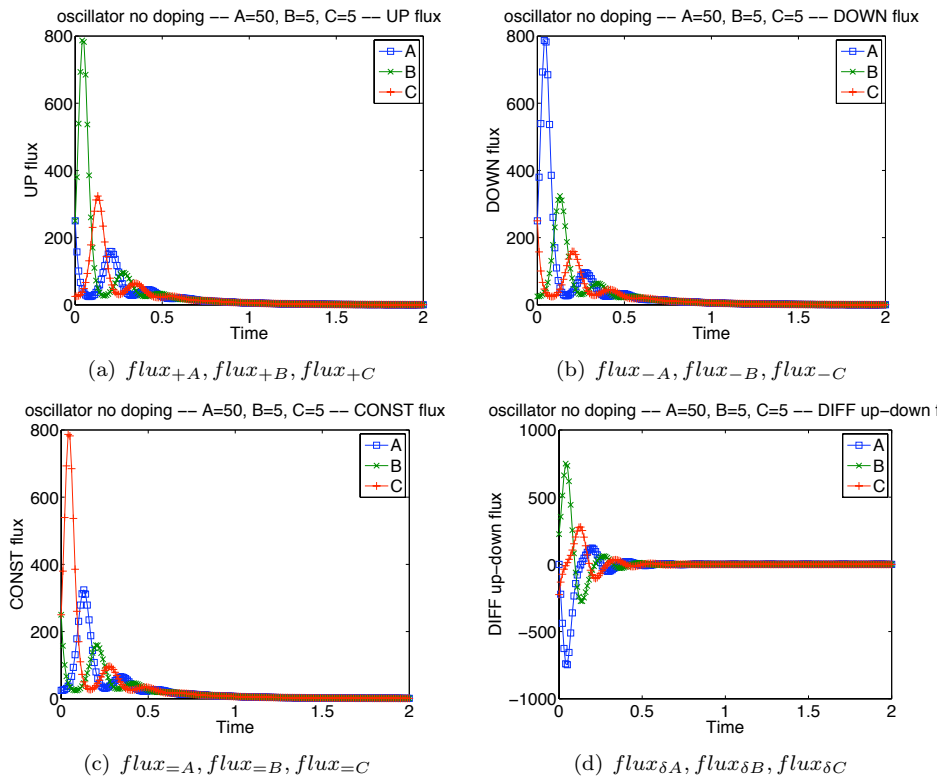 oscillator no doping -- A=50, B=5, C=5 -- UP flux
800
600
400
200
0
UP flux
A
B
C
0 0.5 1 1.5 2
Time
(a) flux+A, flux+B, flux+C
oscillator no doping -- A=50, B=5, C=5 -- DOWN flux
800
600
400
200
0
DOWN flux
A
B
C
0 0.5 1 1.5 2
Time
(b) flux−A, flux−B, flux−C
oscillator no doping -- A=50, B=5, C=5 -- CONST flux
800
600
400
200
0
CONST flux
A
B
C
0 0.5 1 1.5 2
Time
(c) flux=A, flux=B, flux=C
oscillator no doping -- A=50, B=5, C=5 -- DIFF up-down f
1000
500
0
−500
−1000
DIFF up-down flux
A
B
C
0 0.5 1 1.5 2
Time
(d) fluxδA, fluxδB, fluxδC